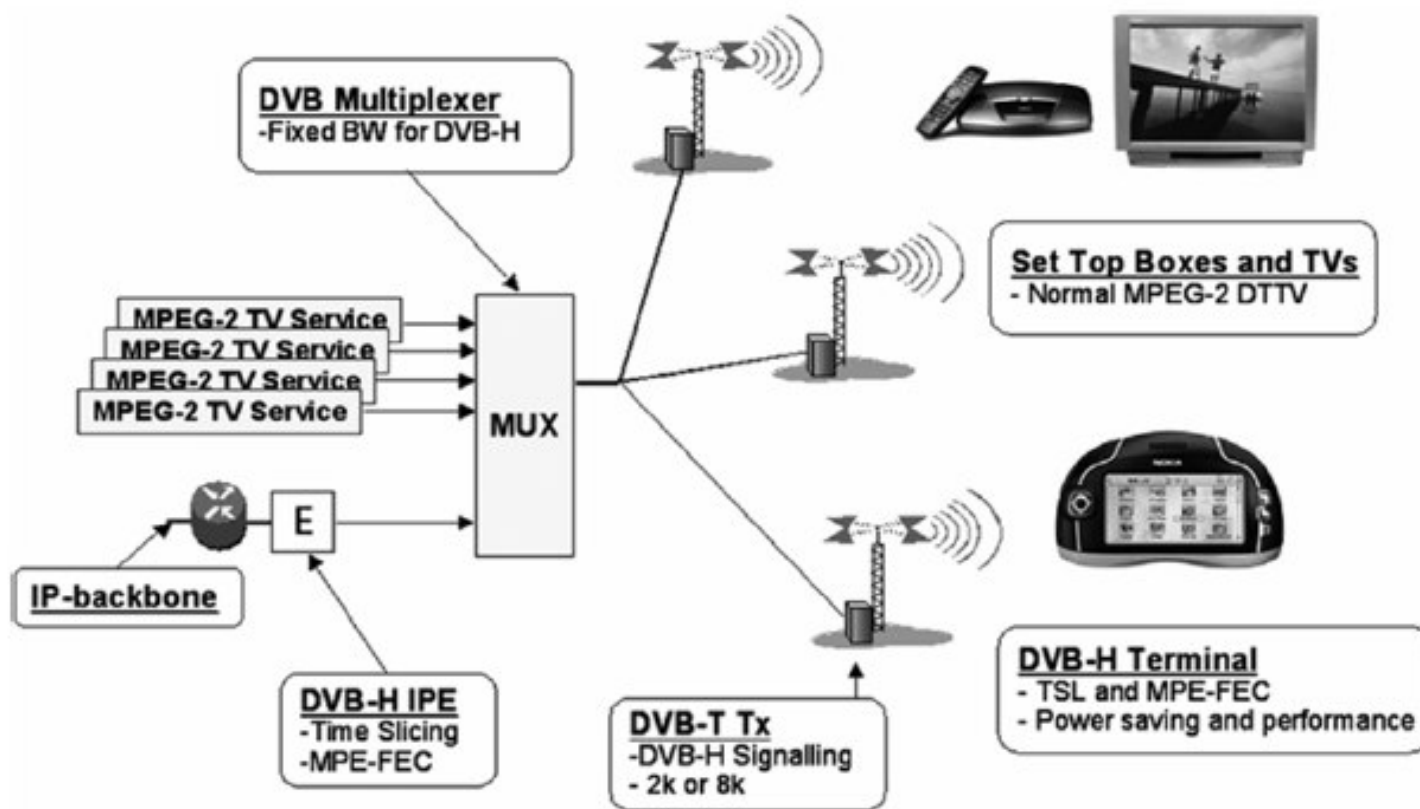 DVB Multiplexer
-Fixed BW for DVB-H
Set Top Boxes and TVs
- Normal MPEG-2 DTTV
MPEG-2 TV Service
MPEG-2 TV Service
MPEG-2 TV Service
MPEG-2 TV Service
MUX
E
IP-backbone
NOKIA
DVB-H IPE
-Time Slicing
-MPE-FEC
DVB-T Tx
-DVB-H Signalling
- 2k or 8k
DVB-H Terminal
- TSL and MPE-FEC
- Power saving and performance